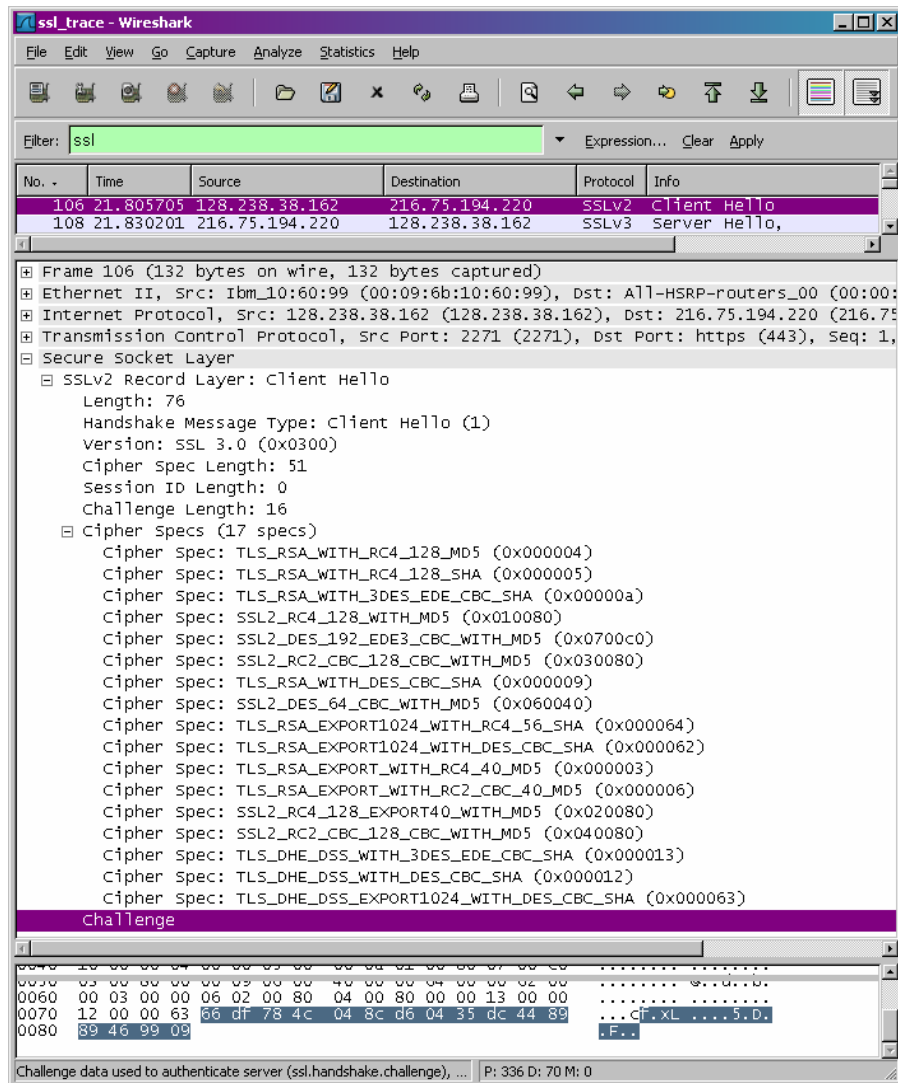 ssl_trace - Wireshark
File Edit View Go Capture Analyze Statistics Help
Filter: ssl Expression... Clear Apply
No. Time Source Destination Protocol Info
106 21.805705 128.238.38.162 216.75.194.220 SSLv2 Client Hello
108 21.830201 216.75.194.220 128.238.38.162 SSLv3 Server Hello,
Frame 106 (132 bytes on wire, 132 bytes captured)
Ethernet II, Src: Ibm_10:60:99 (00:09:6b:10:60:99), Dst: All-HSRP-routers_00 (00:00:
Internet Protocol, Src: 128.238.38.162 (128.238.38.162), Dst: 216.75.194.220 (216.75
Transmission Control Protocol, Src Port: 2271 (2271), Dst Port: https (443), Seq: 1,
Secure Socket Layer
SSLv2 Record Layer: Client Hello
Length: 76
Handshake Message Type: Client Hello (1)
Version: SSL 3.0 (0x0300)
Cipher Spec Length: 51
Session ID Length: 0
Challenge Length: 16
Cipher Specs (17 specs)
Cipher Spec: TLS_RSA_WITH_RC4_128_MD5 (0x000004)
Cipher Spec: TLS_RSA_WITH_RC4_128_SHA (0x000005)
Cipher Spec: TLS_RSA_WITH_3DES_EDE_CBC_SHA (0x00000a)
Cipher Spec: SSL2_RC4_128_WITH_MD5 (0x010080)
Cipher Spec: SSL2_DES_192_EDE3_CBC_WITH_MD5 (0x0700c0)
Cipher Spec: SSL2_RC2_CBC_128_CBC_WITH_MD5 (0x030080)
Cipher Spec: TLS_RSA_WITH_DES_CBC_SHA (0x000009)
Cipher Spec: SSL2_DES_64_CBC_WITH_MD5 (0x060040)
Cipher Spec: TLS_RSA_EXPORT1024_WITH_RC4_56_SHA (0x000064)
Cipher Spec: TLS_RSA_EXPORT1024_WITH_DES_CBC_SHA (0x000062)
Cipher Spec: TLS_RSA_EXPORT_WITH_RC4_40_MD5 (0x000003)
Cipher Spec: TLS_RSA_EXPORT_WITH_RC2_CBC_40_MD5 (0x000006)
Cipher Spec: SSL2_RC4_128_EXPORT40_WITH_MD5 (0x020080)
Cipher Spec: SSL2_RC2_CBC_128_CBC_WITH_MD5 (0x040080)
Cipher Spec: TLS_DHE_DSS_WITH_3DES_EDE_CBC_SHA (0x000013)
Cipher Spec: TLS_DHE_DSS_WITH_DES_CBC_SHA (0x000012)
Cipher Spec: TLS_DHE_DSS_EXPORT1024_WITH_DES_CBC_SHA (0x000063)
Challenge
0060 00 03 00 00 06 02 00 80 04 00 80 00 00 13 00 00 ........ ........
0070 12 00 00 63 66 df 78 4c 04 8c d6 04 35 dc 44 89 ...cf.xL ....5.D.
0080 89 46 99 09 .F..
Challenge data used to authenticate server (ssl.handshake.challenge), ... P: 336 D: 70 M: 0